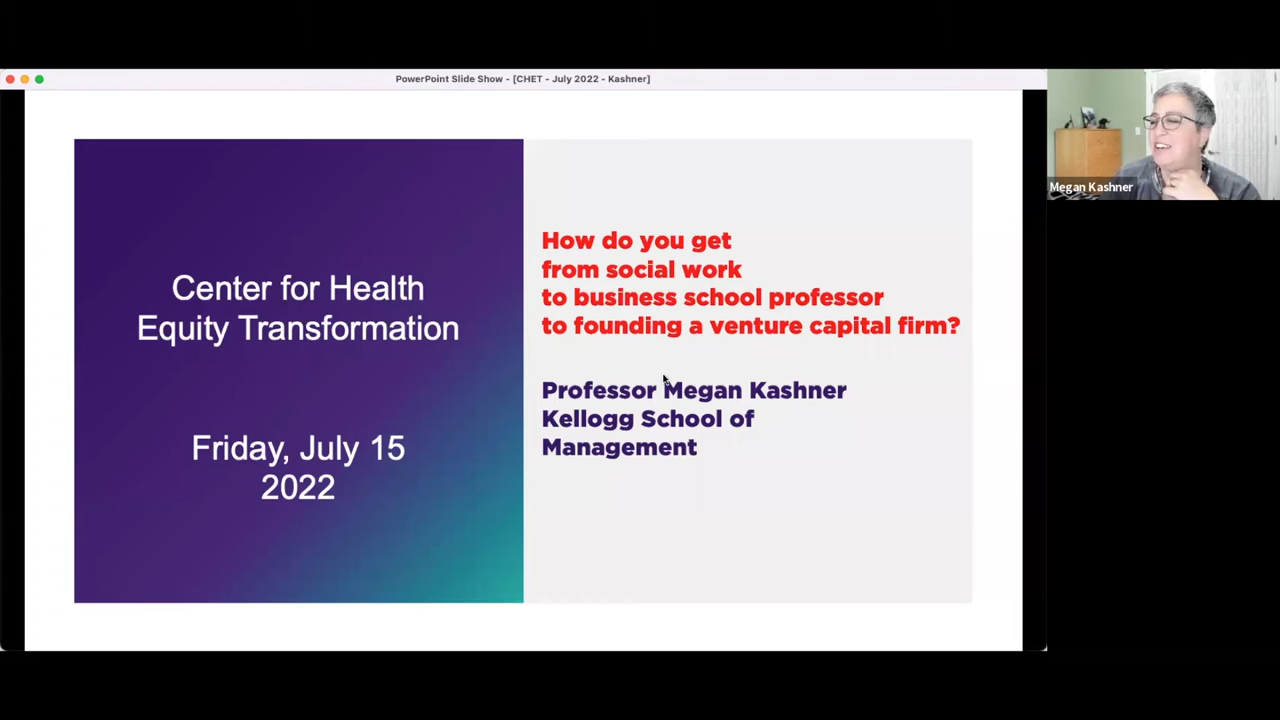 PowerPoint Slide Show - [CHET - July 2022 - Kashner]
Center for Health
Equity Transformation
Friday, July 15
2022
How do you get
from social work
to business school professor
to founding a venture capital firm?
Professor Megan Kashner
Kellogg School of
Management
Megan Kashner